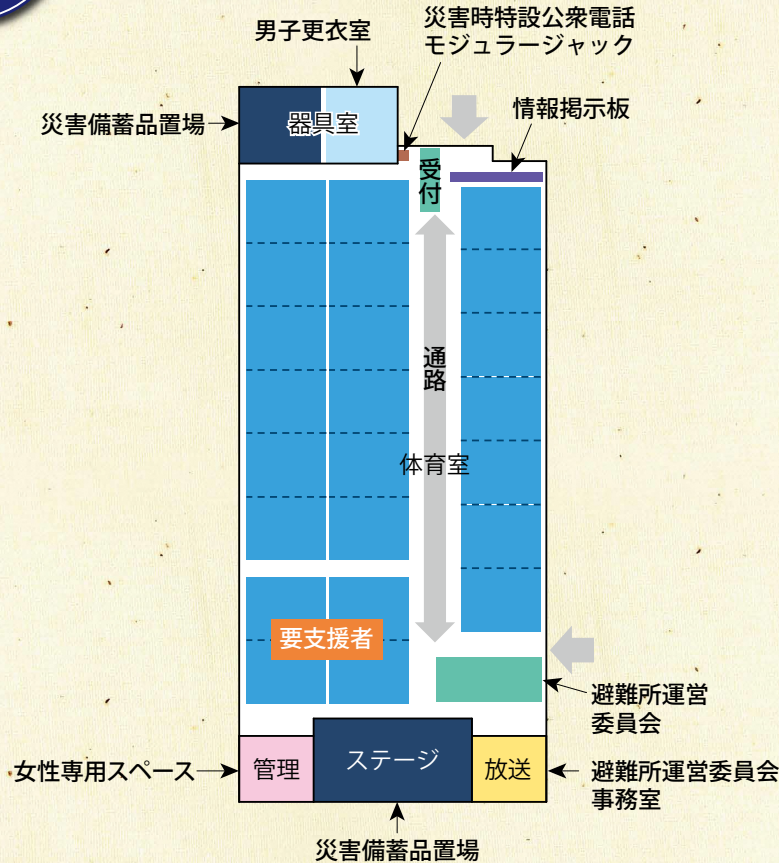 男子更衣室
災害時特設公衆電話
モジュラージャック
災害備蓄品置場
器具室
情報掲示板
受付
通路
体育室
要支援者
避難所運営
委員会
女性専用スペース
管理
ステージ
放送
避難所運営委員会
事務室
災害備蓄品置場